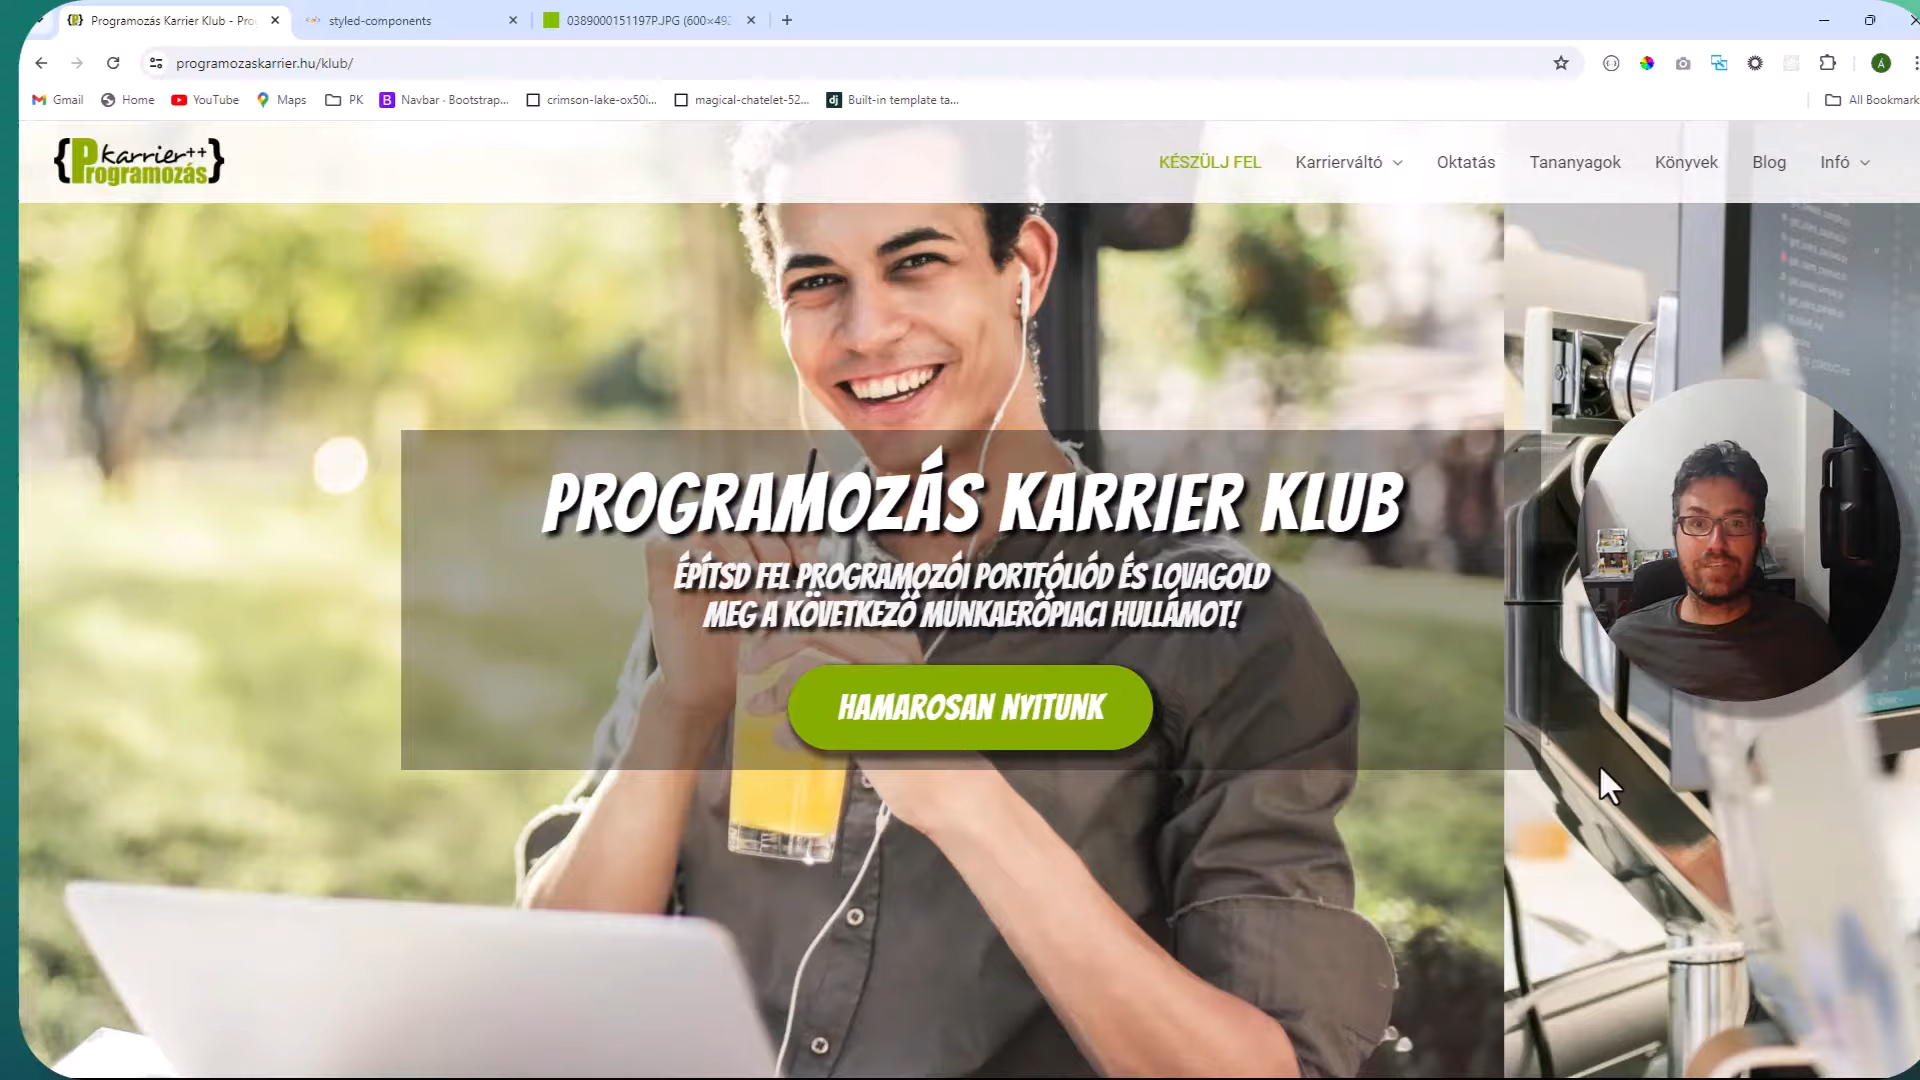 Programozás Karrier Klub - Pro
styled-components
0389000151197P.JPG (600×492
programozaskarrier.hu/klub/
Á
Gmail
Home
YouTube
Maps
PK
B
Navbar · Bootstrap...
crimson-lake-ox50i...
magical-chatelet-52...
dj
Built-in template ta...
All Bookmark
{Karrier++
Programozás}
KÉSZÜLJ FEL
Karrierváltó
Oktatás
Tananyagok
Könyvek
Blog
Infó
PROGRAMOZÁS KARRIER KLUB
ÉPÍTSD FEL PROGRAMOZÓI PORTFÓLIÓD ÉS LOVAGOLD
MEG A KÖVETKEZŐ MUNKAERŐPIACI HULLÁMOT!
HAMAROSAN NYITUNK